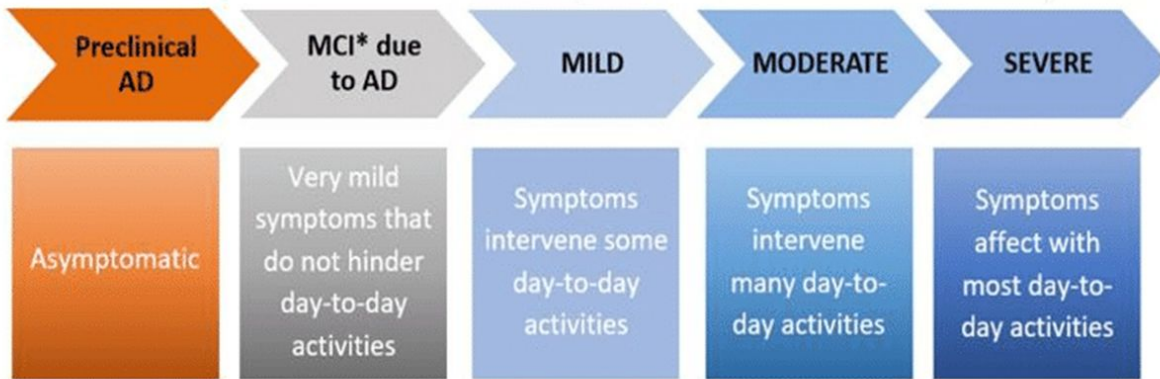 Preclinical
AD
MCI* due
to AD
MILD
MODERATE
SEVERE
Asymptomatic
Very mild
symptoms that
do not hinder
day-to-day
activities
Symptoms
intervene some
day-to-day
activities
Symptoms
intervene
many day-to-
day activities
Symptoms
affect with
most day-to-
day activities